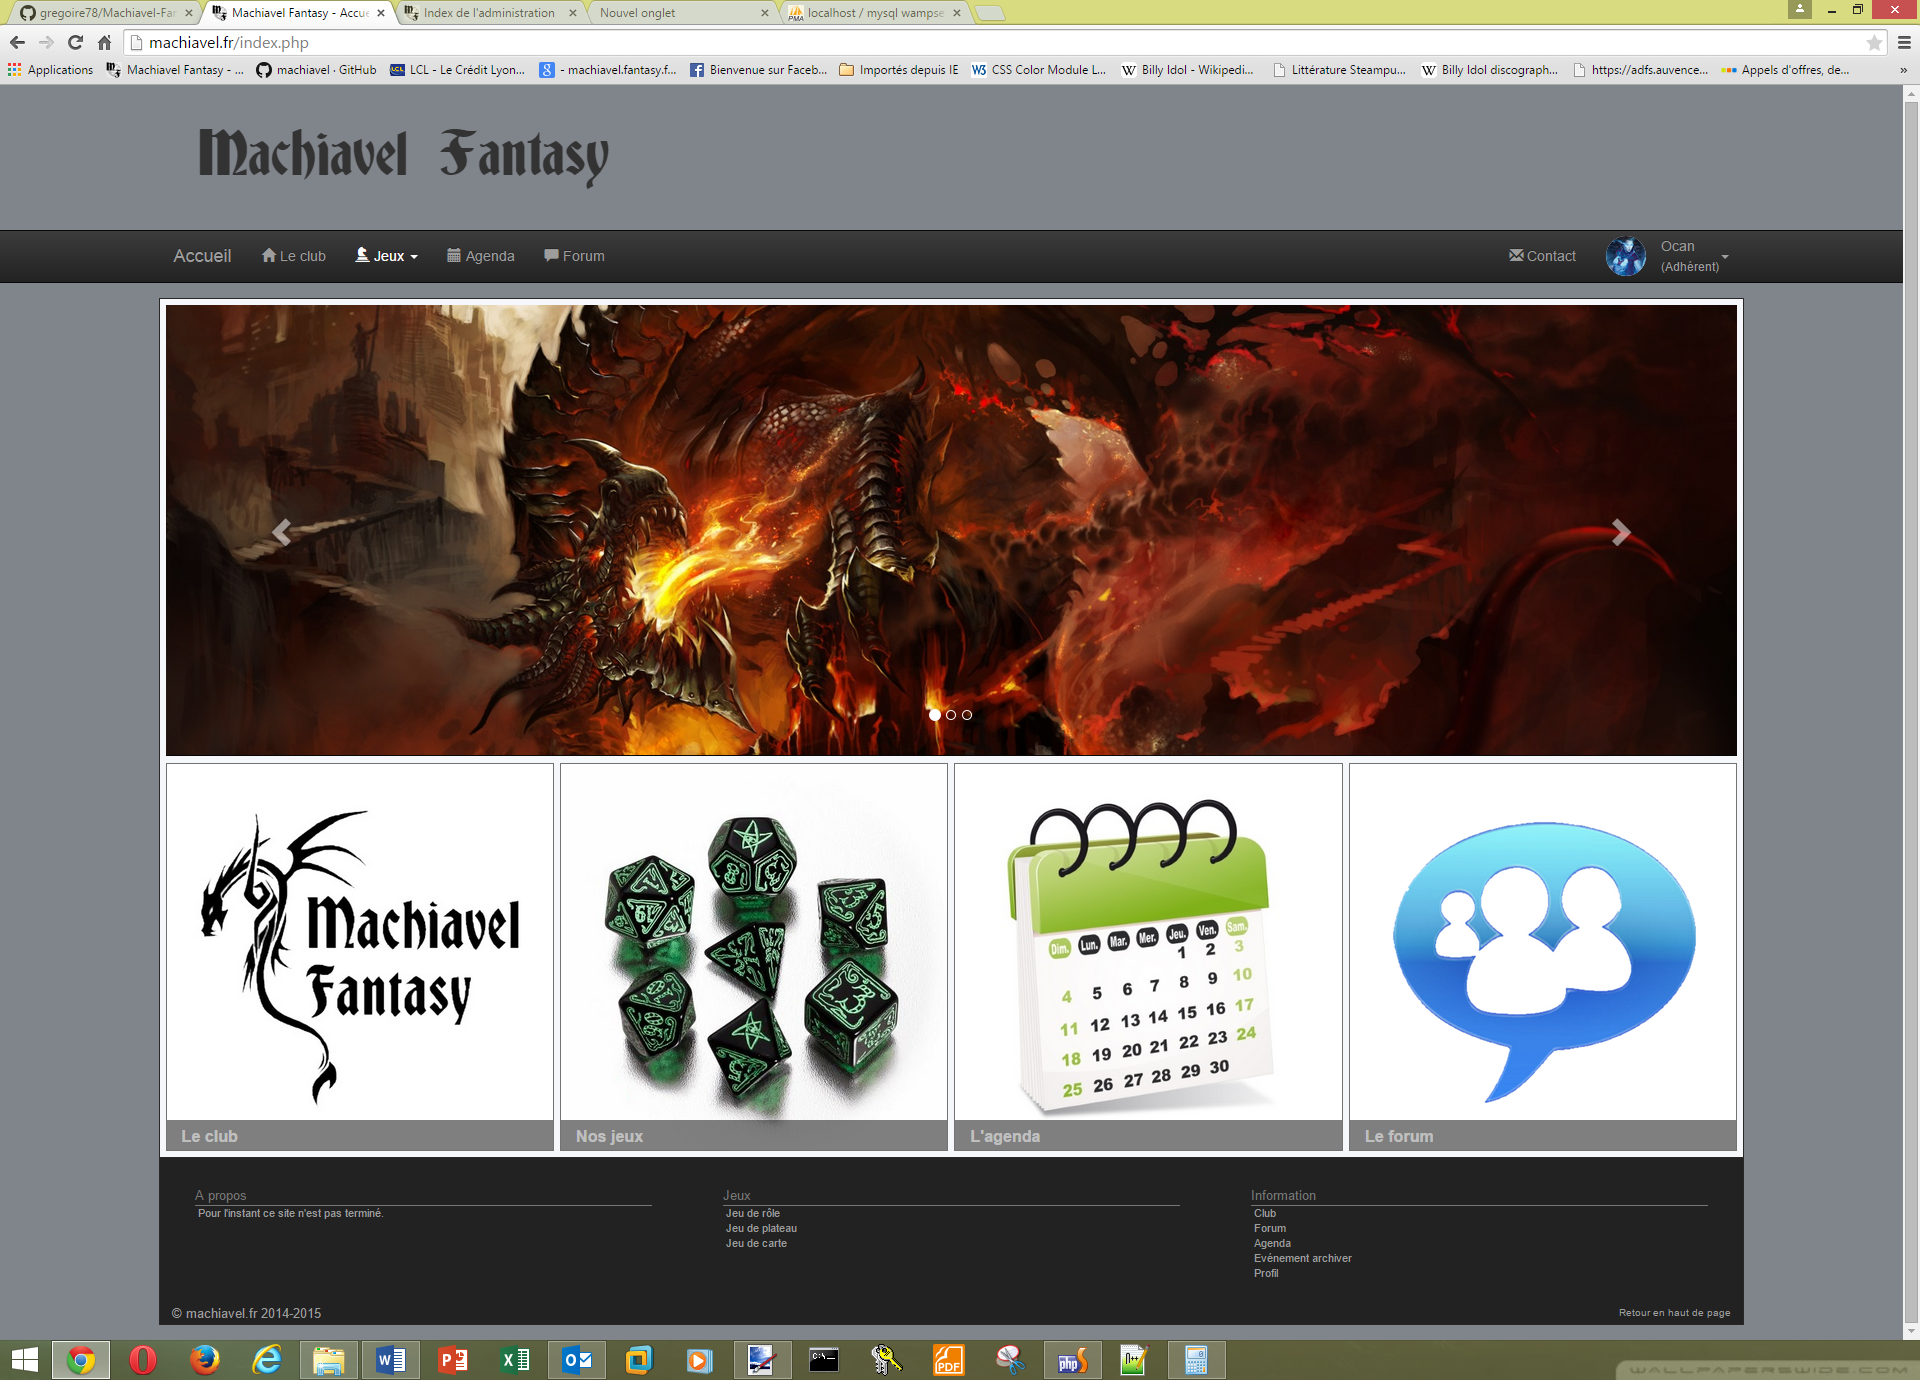 gregoire78/Machiavel-Fan
Machiavel Fantasy - Accue
Index de l'administration
Nouvel onglet
localhost / mysql wampse
machiavel.fr/index.php
Applications
Machiavel Fantasy - ...
machiavel · GitHub
LCL - Le Crédit Lyon...
- machiavel.fantasy.f...
Bienvenue sur Faceb...
Importés depuis IE
CSS Color Module L...
Billy Idol - Wikipedi...
Littérature Steampu...
Billy Idol discograph...
https://adfs.auvence...
Appels d'offres, de...
»
Machiavel Fantasy
Accueil
Le club
Jeux
Agenda
Forum
Contact
Ocan
(Adhérent)
Machiavel
Fantasy
Dim. Lun. Mar. Mer. Jeu. Ven. Sam.
1 2 3
4 5 6 7 8 9 10
11 12 13 14 15 16 17
18 19 20 21 22 23 24
25 26 27 28 29 30
Le club
Nos jeux
L'agenda
Le forum
A propos
Pour l'instant ce site n'est pas terminé.
Jeux
Jeu de rôle
Jeu de plateau
Jeu de carte
Information
Club
Forum
Agenda
Evénement archiver
Profil
© machiavel.fr 2014-2015
Retour en haut de page
WALLPAPERSWIDE.COM